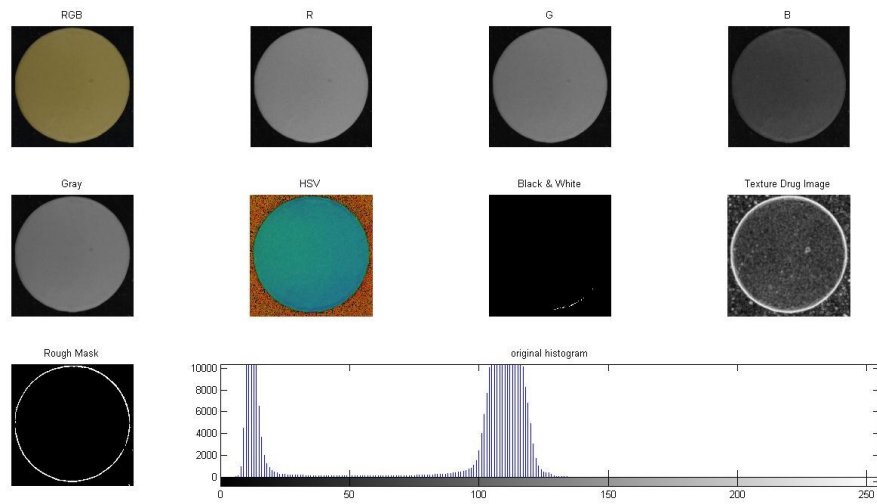 RGB
R
G
B
Gray
HSV
Black & White
Texture Drug Image
Rough Mask
original histogram
10000
8000
6000
4000
2000
0
0
50
100
150
200
250